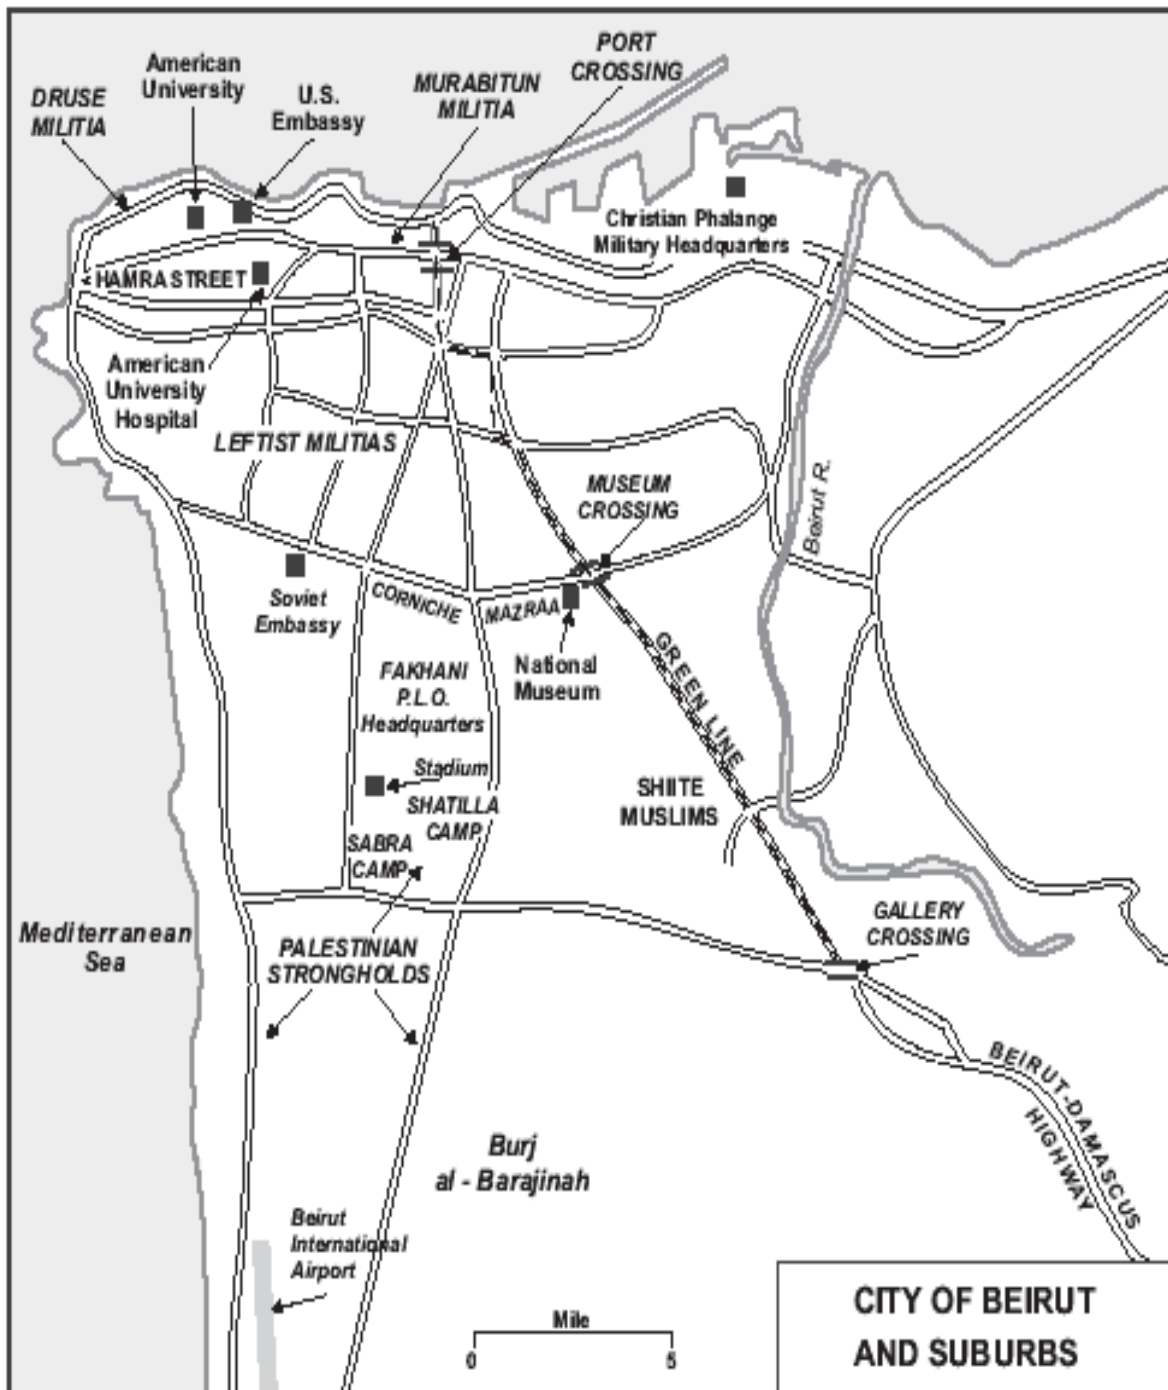 American
University
DRUSE
MILITIA
U.S.
Embassy
MURABITUN
MILITIA
PORT
CROSSING
Christian Phalange
Military Headquarters
HAMRA STREET
American
University
Hospital
LEFTIST MILITIAS
MUSEUM
CROSSING
Beirut R.
Soviet
Embassy
CORNICHE
MAZRAA
National
Museum
GREEN LINE
FAKHANI
P.L.O.
Headquarters
Stadium
SHATILLA
CAMP
SABRA
CAMP
SHIITE
MUSLIMS
Mediterranean
Sea
PALESTINIAN
STRONGHOLDS
GALLERY
CROSSING
BEIRUT-DAMASCUS
HIGHWAY
Burj
al - Barajinah
Beirut
International
Airport
Mile
0 5
CITY OF BEIRUT
AND SUBURBS